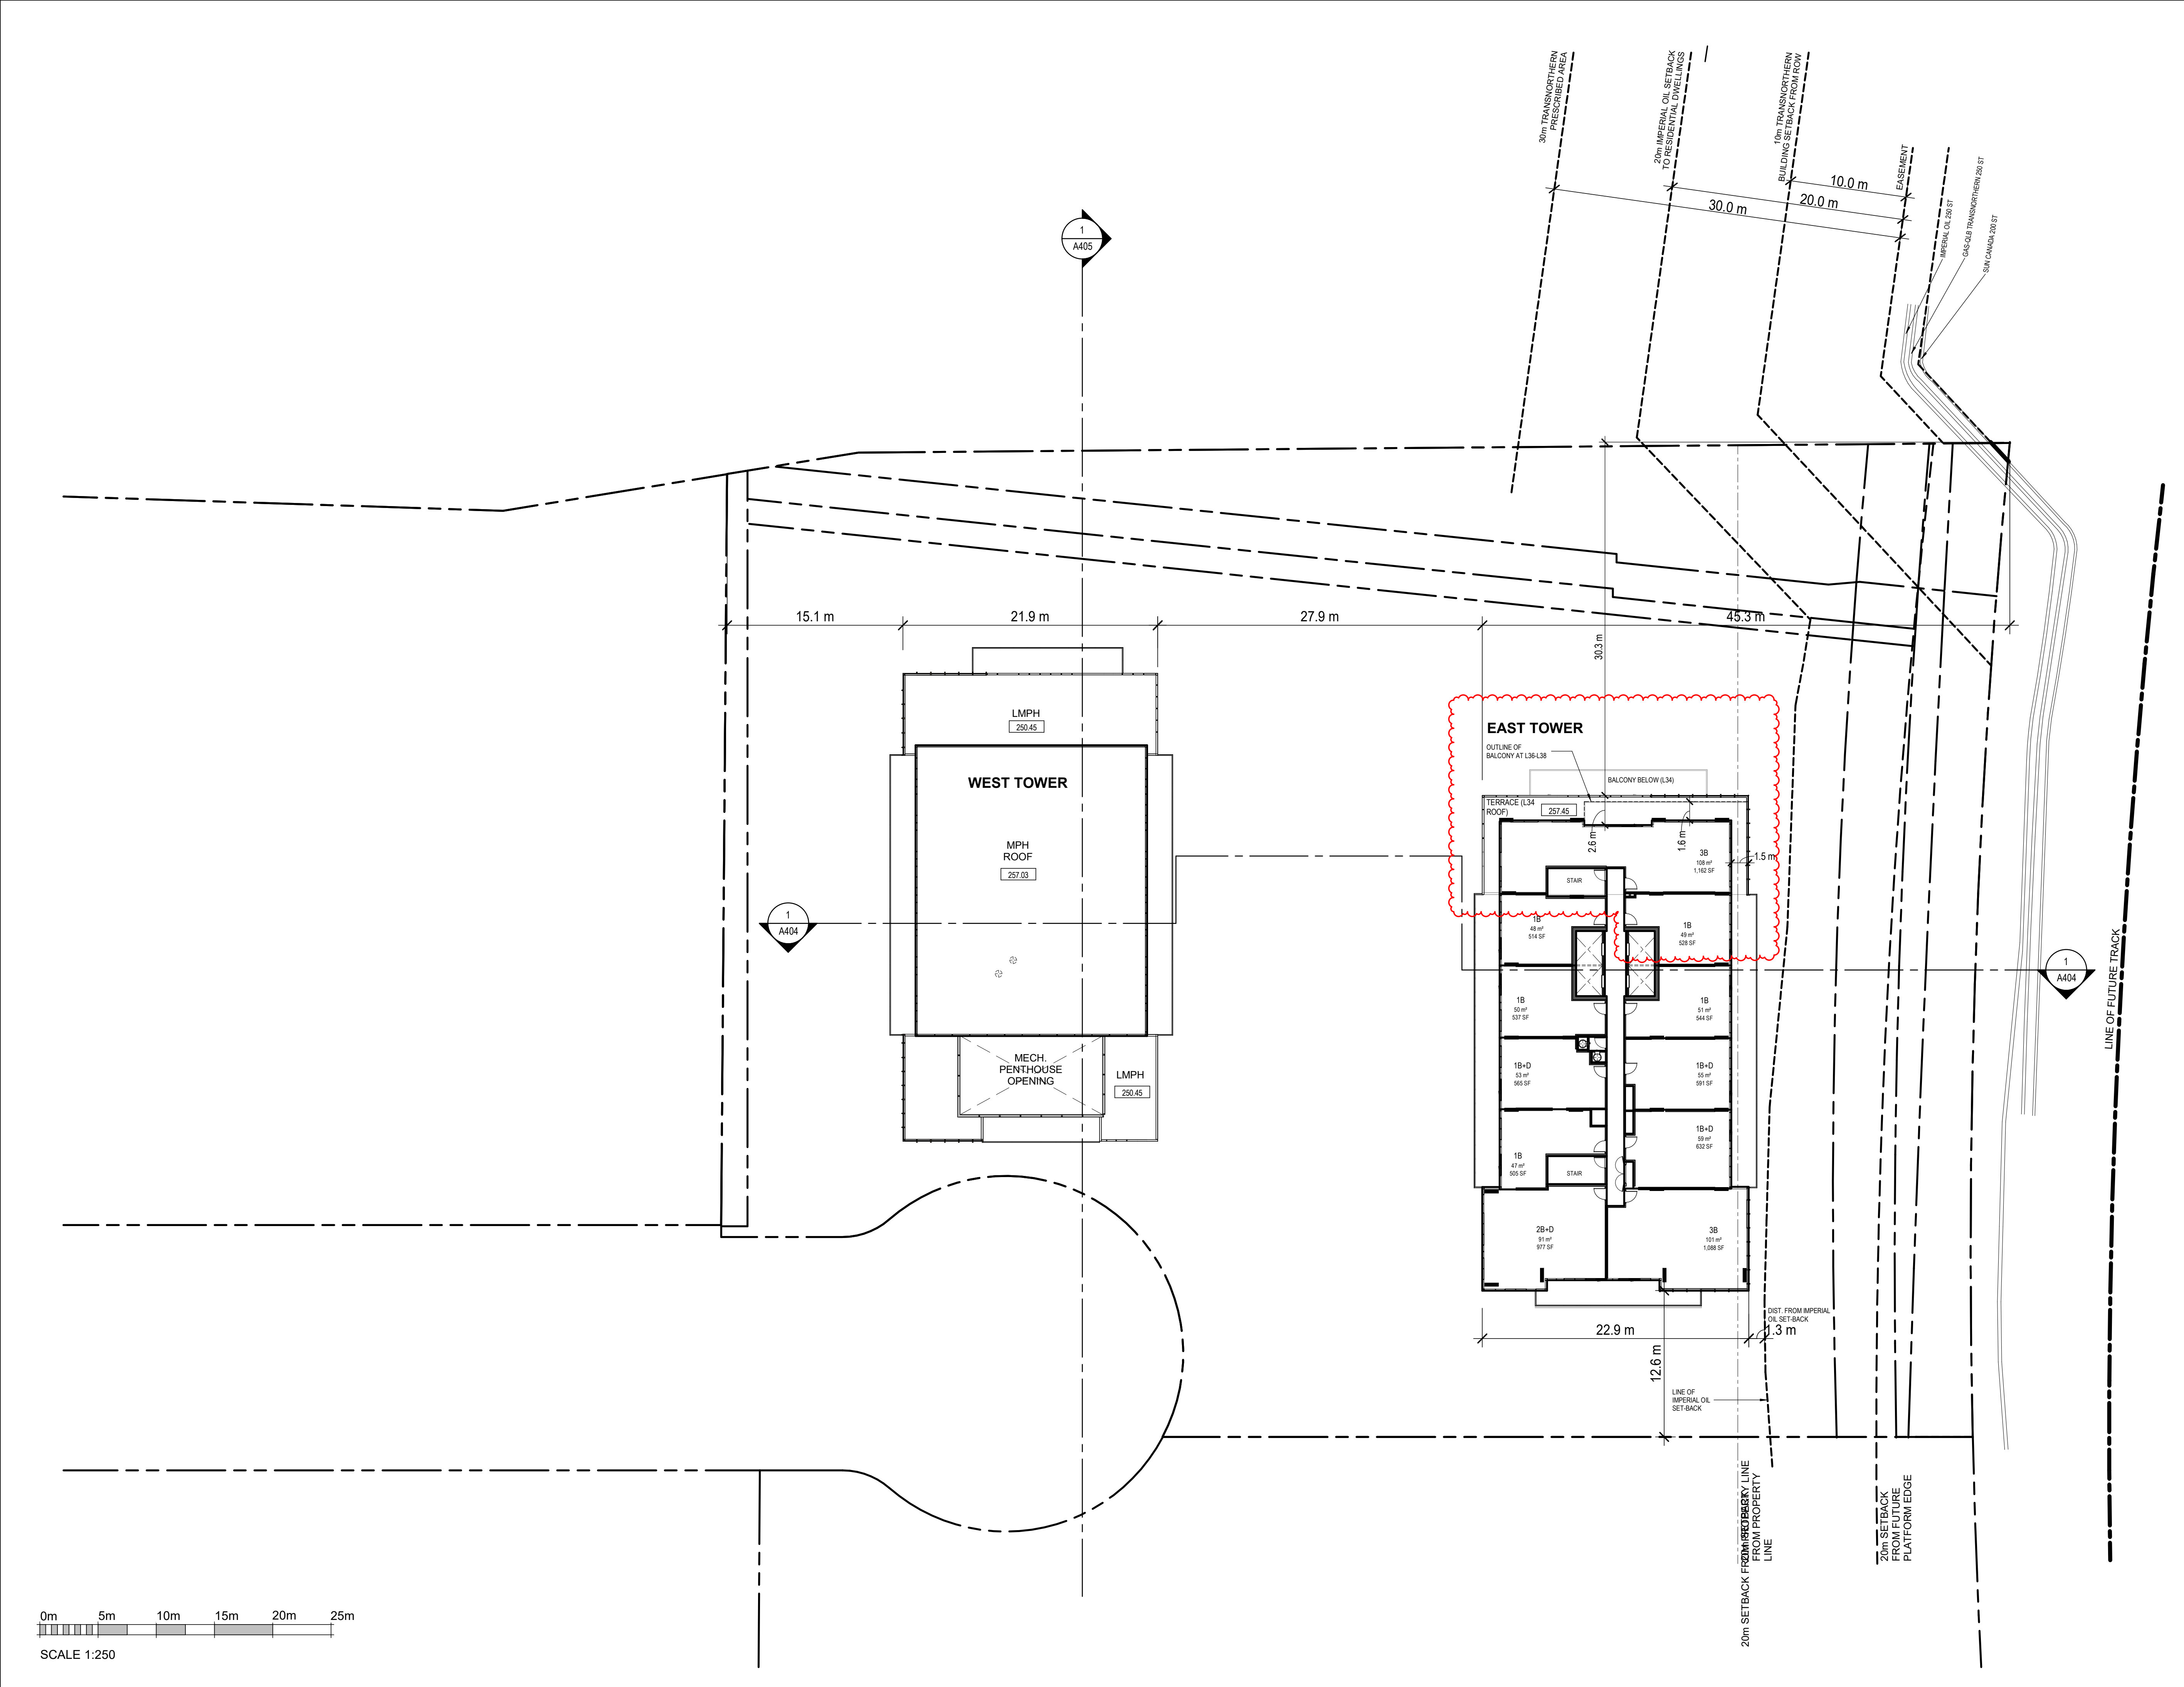 30m TRANSNORTHERN
PRESCRIBED AREA
20m IMPERIAL OIL SETBACK
TO RESIDENTIAL DWELLINGS
10m TRANSNORTHERN
BUILDING SETBACK FROM ROW
EASEMENT
IMPERIAL OIL 250 ST
GAS-QLB TRANSNORTHERN 250 ST
SUN CANADA 200 ST
10.0 m
20.0 m
30.0 m
1
A405
15.1 m
21.9 m
27.9 m
45.3 m
30.3 m
LMPH
250.45
WEST TOWER
MPH
ROOF
257.03
MECH.
PENTHOUSE
OPENING
LMPH
250.45
1
A404
EAST TOWER
OUTLINE OF
BALCONY AT L36-L38
BALCONY BELOW (L34)
TERRACE (L34
ROOF)
257.45
2.6 m
1.6 m
1.5 m
3B
108 m²
1,162 SF
STAIR
1B
48 m²
514 SF
1B
49 m²
528 SF
1B
50 m²
537 SF
1B
51 m²
544 SF
1B+D
53 m²
565 SF
1B+D
55 m²
591 SF
1B+D
59 m²
632 SF
1B
47 m²
505 SF
STAIR
2B+D
91 m²
977 SF
3B
101 m²
1,088 SF
1
A404
LINE OF FUTURE TRACK
DIST. FROM IMPERIAL
OIL SET-BACK
1.3 m
22.9 m
12.6 m
LINE OF
IMPERIAL OIL
SET-BACK
20m SETBACK FROM PROPERTY LINE
20m SETBACK
FROM PROPERTY
LINE
20m SETBACK
FROM FUTURE
PLATFORM EDGE
0m 5m 10m 15m 20m 25m
SCALE 1:250